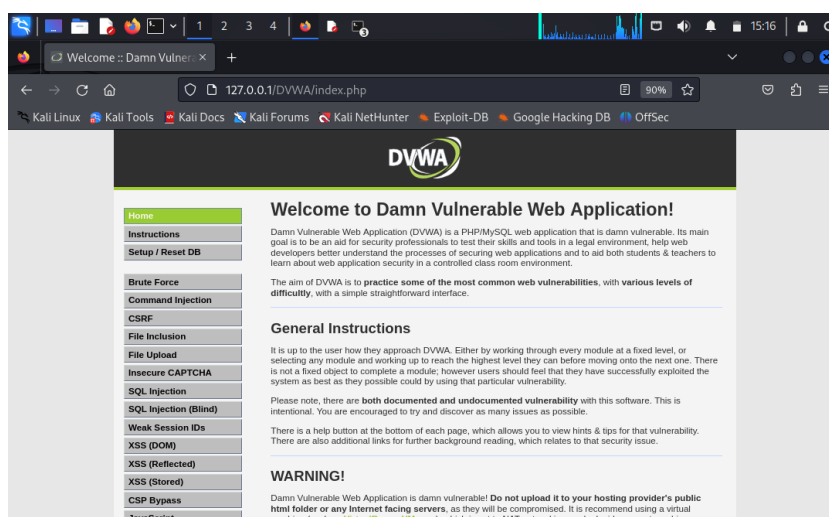 1 2 3 4 3 15:16
Welcome :: Damn Vulner
127.0.0.1/DVWA/index.php 90%
Kali Linux Kali Tools Kali Docs Kali Forums Kali NetHunter Exploit-DB Google Hacking DB OffSec
DVWA
Home
Instructions
Setup / Reset DB
Brute Force
Command Injection
CSRF
File Inclusion
File Upload
Insecure CAPTCHA
SQL Injection
SQL Injection (Blind)
Weak Session IDs
XSS (DOM)
XSS (Reflected)
XSS (Stored)
CSP Bypass
JavaScript
Welcome to Damn Vulnerable Web Application!
Damn Vulnerable Web Application (DVWA) is a PHP/MySQL web application that is damn vulnerable. Its main
goal is to be an aid for security professionals to test their skills and tools in a legal environment, help web
developers better understand the processes of securing web applications and to aid both students & teachers to
learn about web application security in a controlled class room environment.
The aim of DVWA is to practice some of the most common web vulnerabilities, with various levels of
difficultly, with a simple straightforward interface.
General Instructions
It is up to the user how they approach DVWA. Either by working through every module at a fixed level, or
selecting any module and working up to reach the highest level they can before moving onto the next one. There
is not a fixed object to complete a module; however users should feel that they have successfully exploited the
system as best as they possible could by using that particular vulnerability.
Please note, there are both documented and undocumented vulnerability with this software. This is
intentional. You are encouraged to try and discover as many issues as possible.
There is a help button at the bottom of each page, which allows you to view hints & tips for that vulnerability.
There are also additional links for further background reading, which relates to that security issue.
WARNING!
Damn Vulnerable Web Application is damn vulnerable! Do not upload it to your hosting provider's public
html folder or any Internet facing servers, as they will be compromised. It is recommend using a virtual